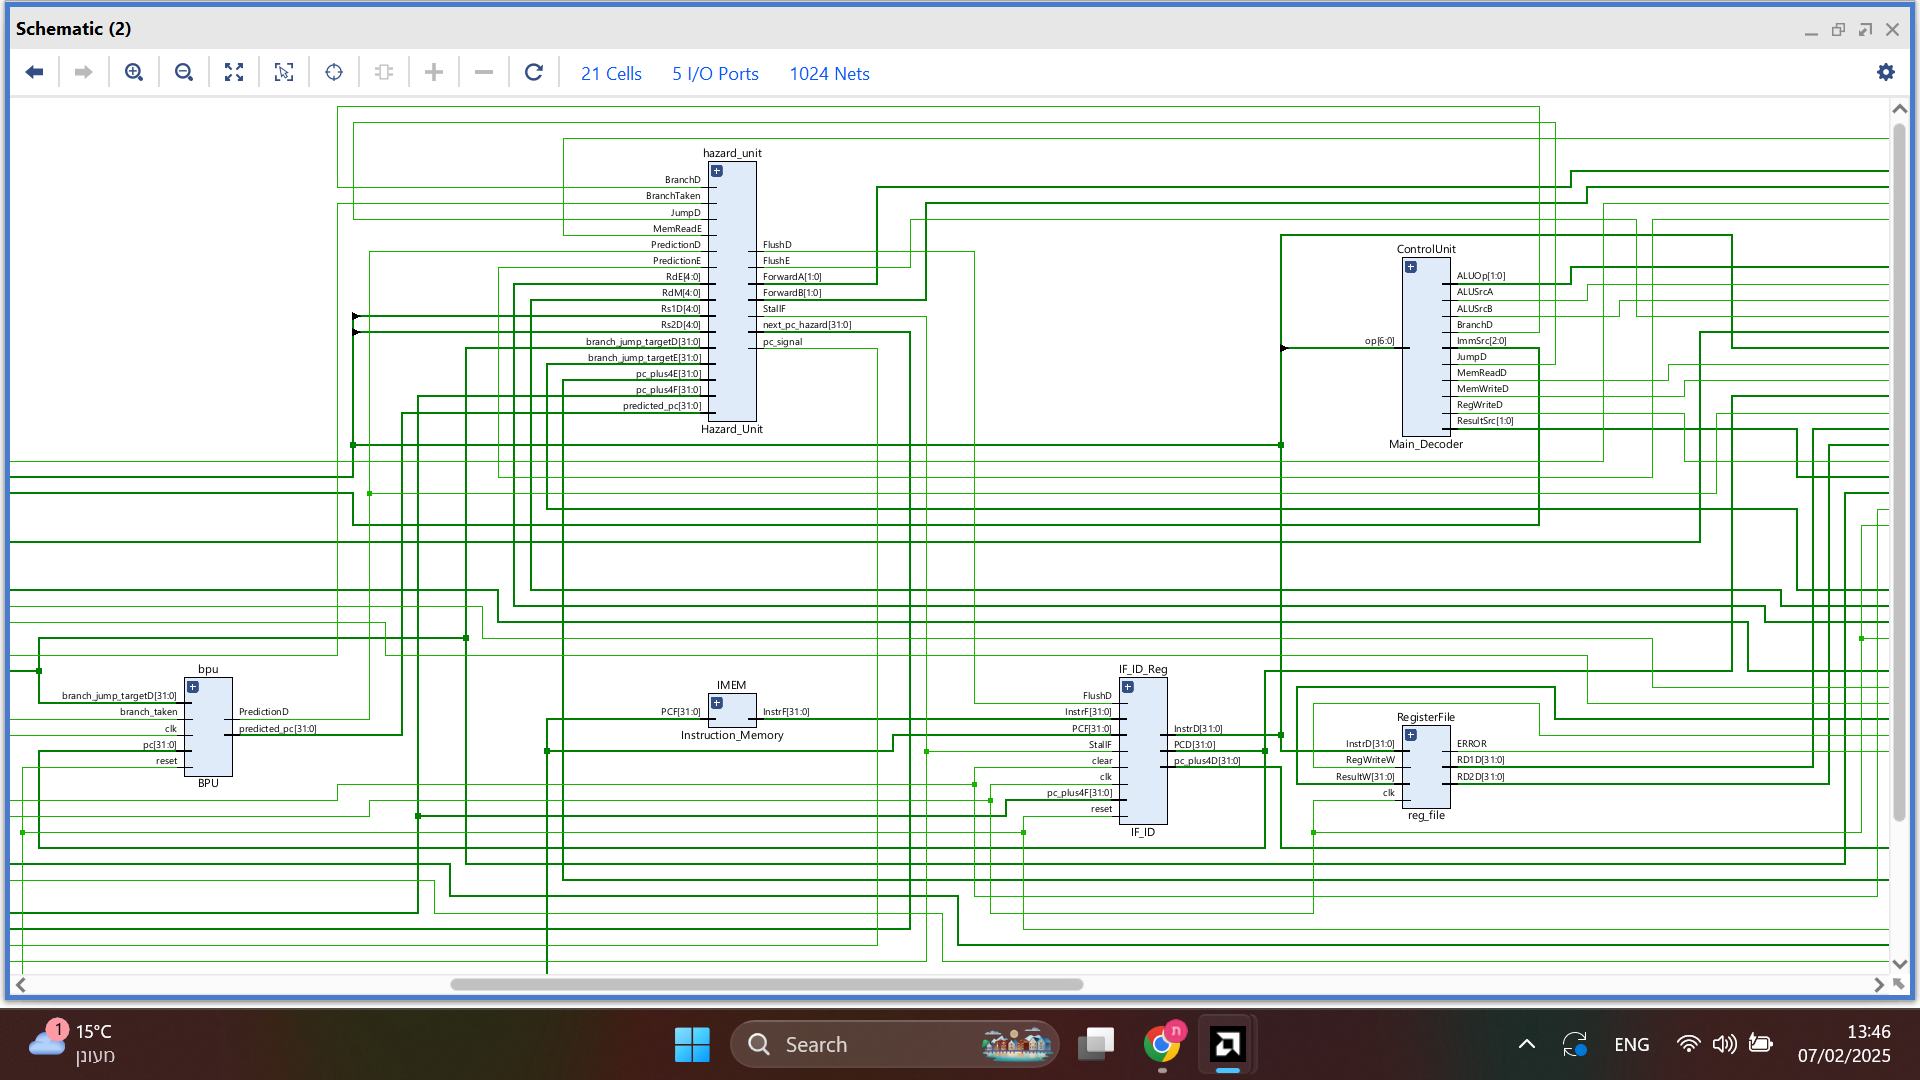 Schematic (2)
21 Cells 5 I/O Ports 1024 Nets
hazard_unit
BranchD
BranchTaken
JumpD
MemReadE
PredictionD
PredictionE
RdE[4:0]
RdM[4:0]
Rs1D[4:0]
Rs2D[4:0]
branch_jump_targetD[31:0]
branch_jump_targetE[31:0]
pc_plus4E[31:0]
pc_plus4F[31:0]
predicted_pc[31:0]
FlushD
FlushE
ForwardA[1:0]
ForwardB[1:0]
StallF
next_pc_hazard[31:0]
pc_signal
Hazard_Unit
ControlUnit
op[6:0]
ALUOp[1:0]
ALUSrcA
ALUSrcB
BranchD
ImmSrc[2:0]
JumpD
MemReadD
MemWriteD
RegWriteD
ResultSrc[1:0]
Main_Decoder
bpu
branch_jump_targetD[31:0]
branch_taken
clk
pc[31:0]
reset
PredictionD
predicted_pc[31:0]
BPU
IMEM
PCF[31:0]
InstrF[31:0]
Instruction_Memory
IF_ID_Reg
FlushD
InstrF[31:0]
PCF[31:0]
StallF
clear
clk
pc_plus4F[31:0]
reset
InstrD[31:0]
PCD[31:0]
pc_plus4D[31:0]
IF_ID
RegisterFile
InstrD[31:0]
RegWriteW
ResultW[31:0]
clk
ERROR
RD1D[31:0]
RD2D[31:0]
reg_file
1
15°C
מעונן
Search
n
ENG
13:46
07/02/2025